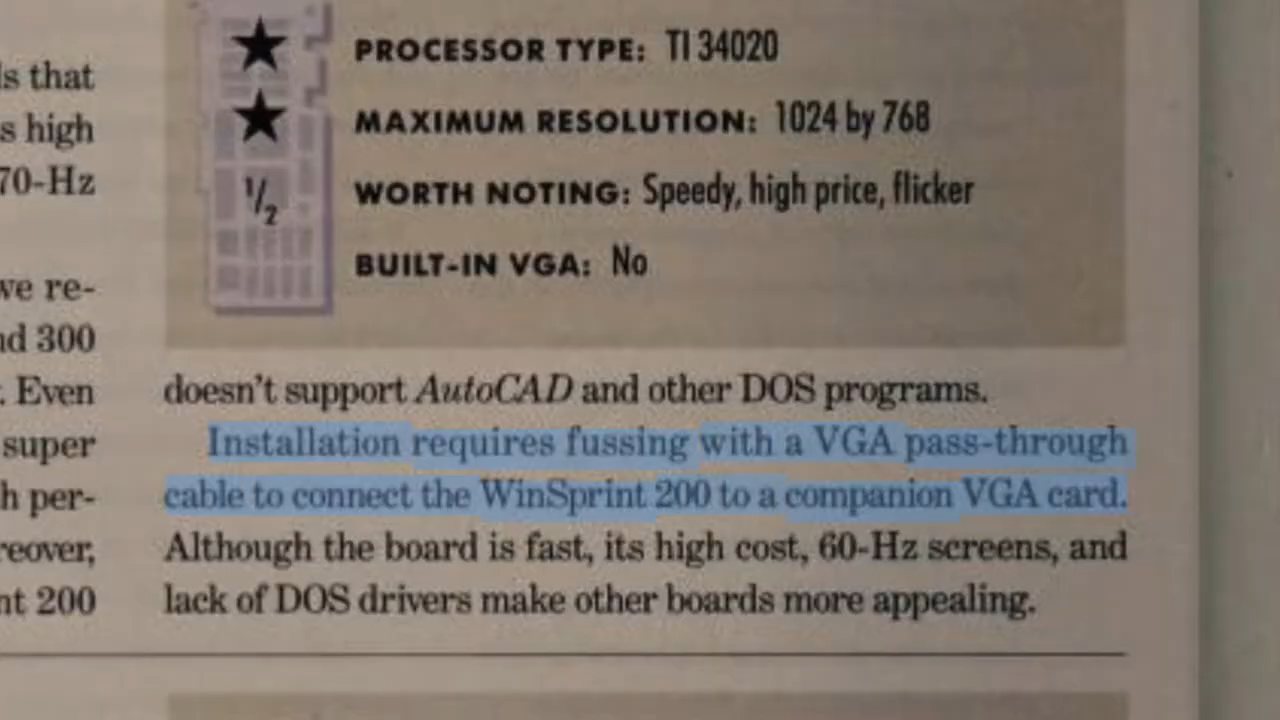 ls that
s high
70-Hz
we re-
nd 300
. Even
super
h per-
reover,
nt 200
PROCESSOR TYPE: TI 34020
MAXIMUM RESOLUTION: 1024 by 768
1/2 WORTH NOTING: Speedy, high price, flicker
BUILT-IN VGA: No
doesn't support AutoCAD and other DOS programs.
Installation requires fussing with a VGA pass-through
cable to connect the WinSprint 200 to a companion VGA card.
Although the board is fast, its high cost, 60-Hz screens, and
lack of DOS drivers make other boards more appealing.